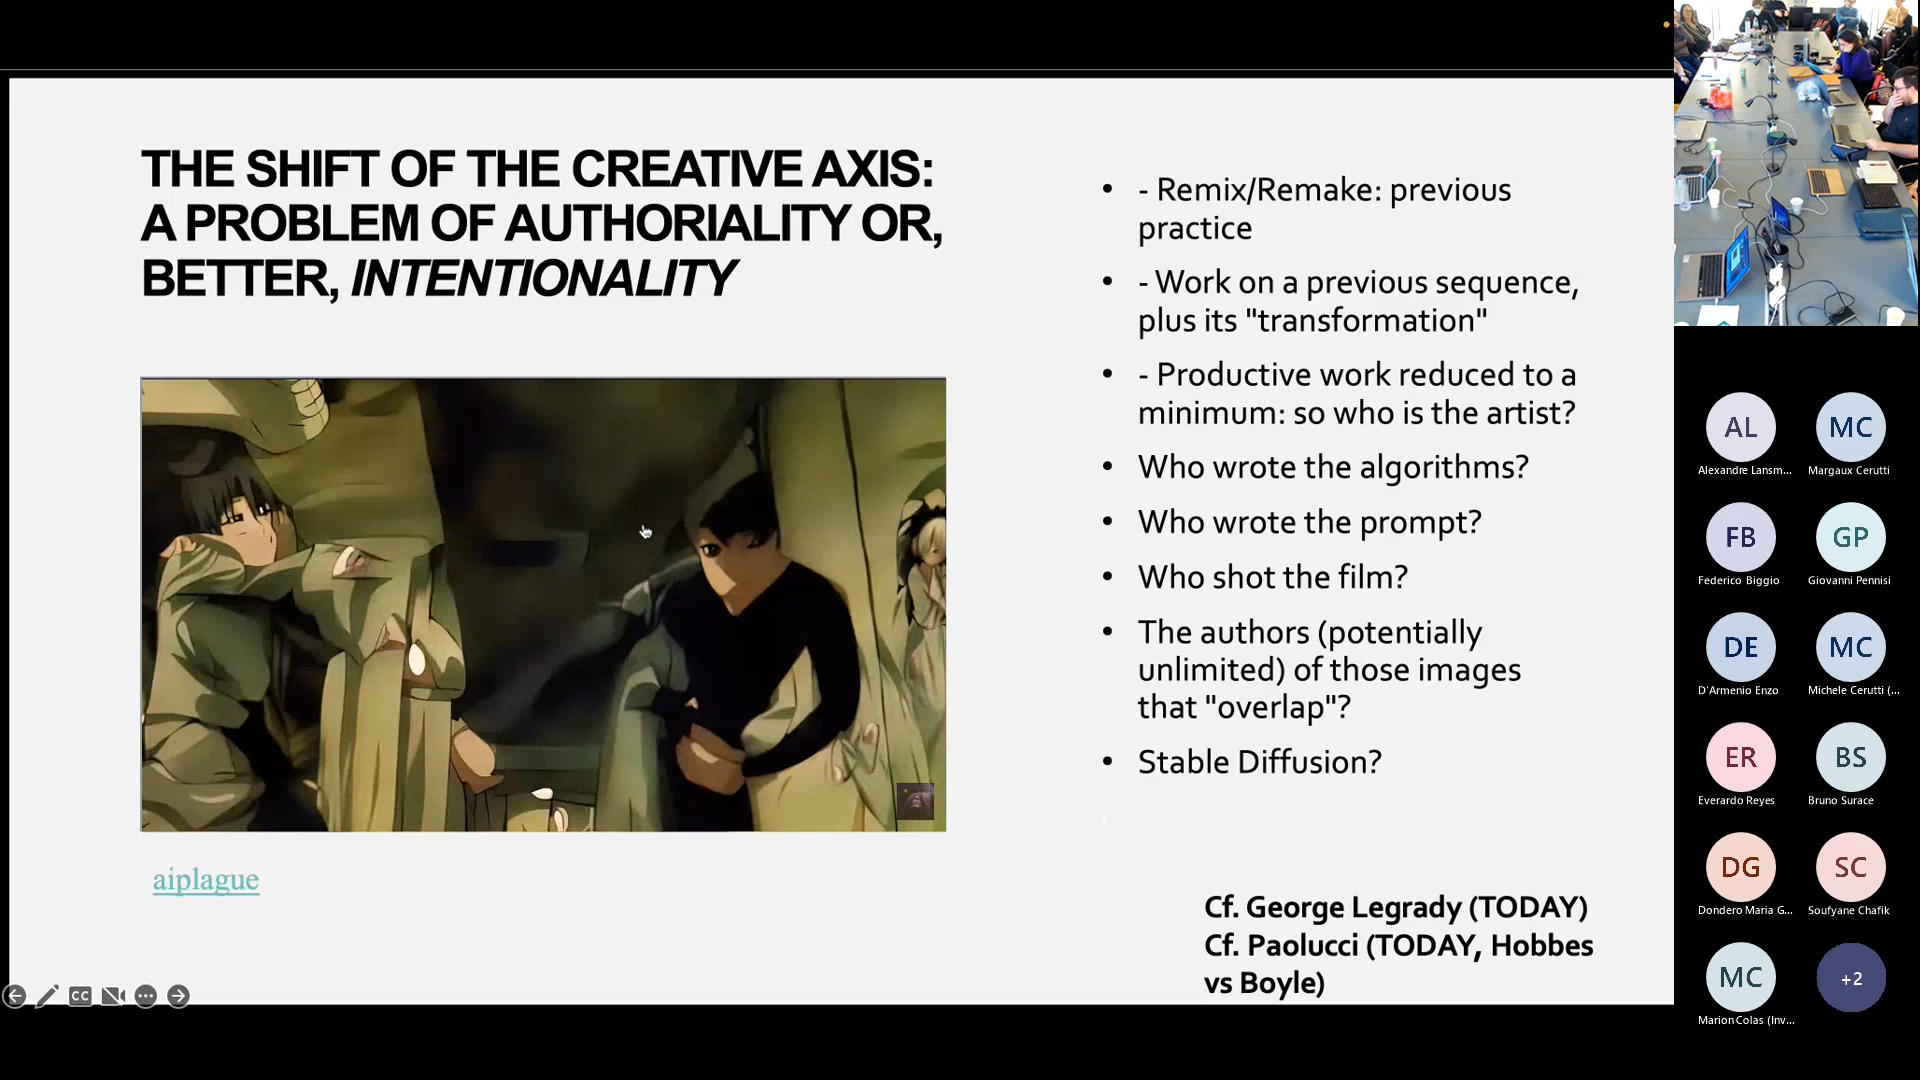 THE SHIFT OF THE CREATIVE AXIS:
A PROBLEM OF AUTHORIALITY OR,
BETTER, INTENTIONALITY
aiplague
• - Remix/Remake: previous
practice
• - Work on a previous sequence,
plus its "transformation"
• - Productive work reduced to a
minimum: so who is the artist?
• Who wrote the algorithms?
• Who wrote the prompt?
• Who shot the film?
• The authors (potentially
unlimited) of those images
that "overlap"?
• Stable Diffusion?
Cf. George Legrady (TODAY)
Cf. Paolucci (TODAY, Hobbes
vs Boyle)
CC
AL
Alexandre Lansm...
MC
Margaux Cerutti
FB
Federico Biggio
GP
Giovanni Pennisi
DE
D'Armenio Enzo
MC
Michele Cerutti (...
ER
Everardo Reyes
BS
Bruno Surace
DG
Dondero Maria G...
SC
Soufyane Chafik
MC
Marion Colas (Inv...
+2